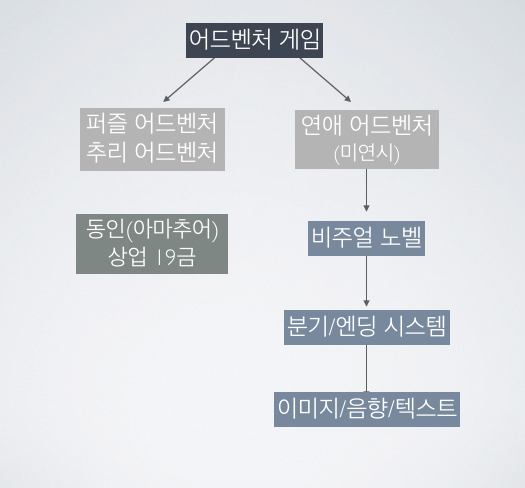 어드벤처 게임
퍼즐 어드벤처
추리 어드벤처
연애 어드벤처
(미연시)
동인(아마추어)
상업 19금
비주얼 노벨
분기/엔딩 시스템
이미지/음향/텍스트